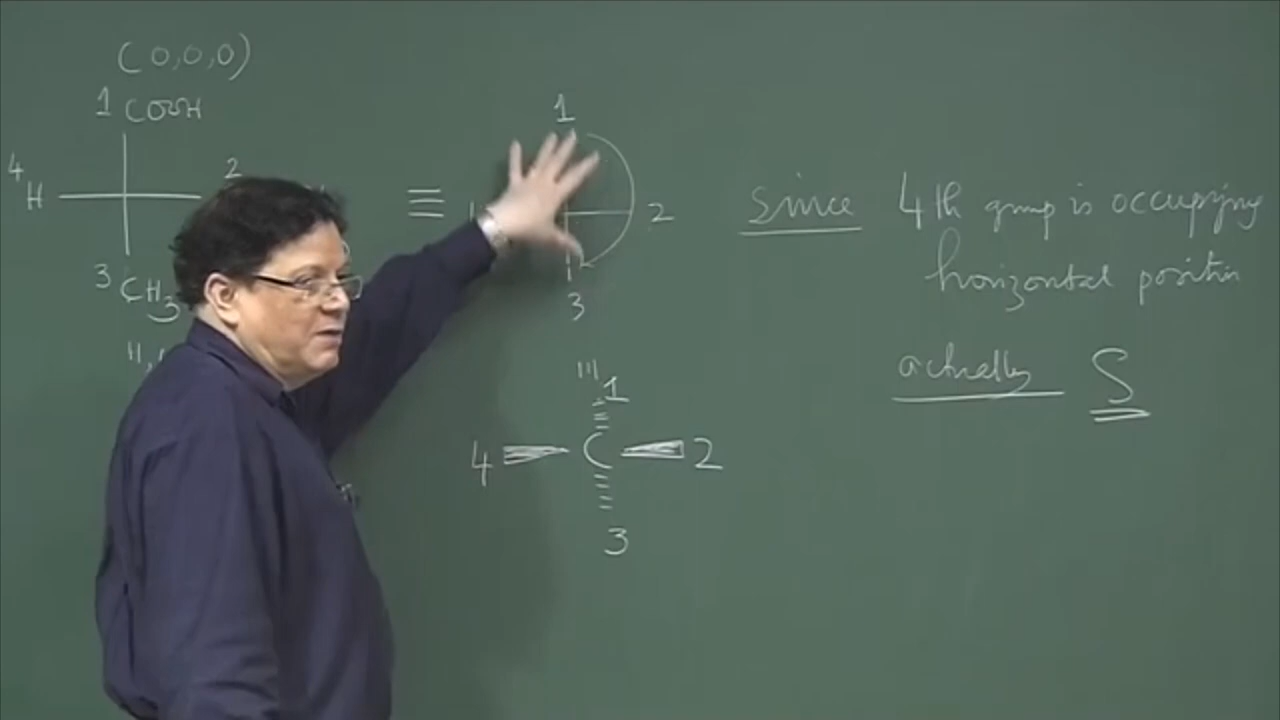 (0,0,0)
1 COOH
4 H
2
3 CH3
H,
≡
1
2
3
Since 4th group is occupying
horizontal position
actually S
111
1
4 C 2
3